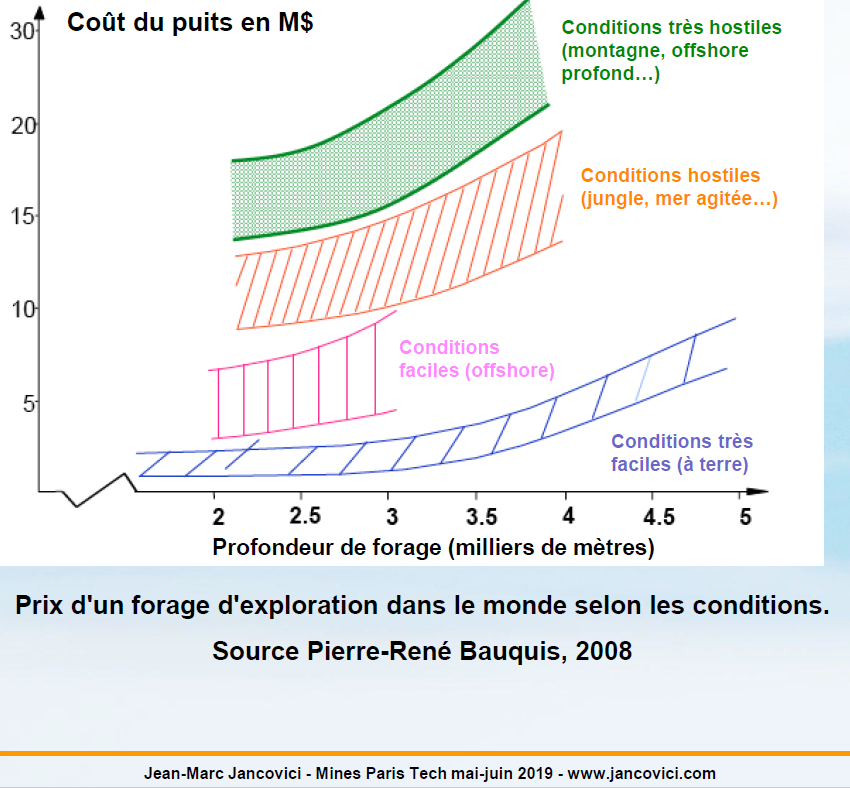 Coût du puits en M$
30
20
15
10
5
Conditions très hostiles
(montagne, offshore
profond...)
Conditions hostiles
(jungle, mer agitée...)
Conditions
faciles (offshore)
Conditions très
faciles (à terre)
2 2.5 3 3.5 4 4.5 5
Profondeur de forage (milliers de mètres)
Prix d'un forage d'exploration dans le monde selon les conditions.
Source Pierre-René Bauquis, 2008
Jean-Marc Jancovici - Mines Paris Tech mai-juin 2019 - www.jancovici.com